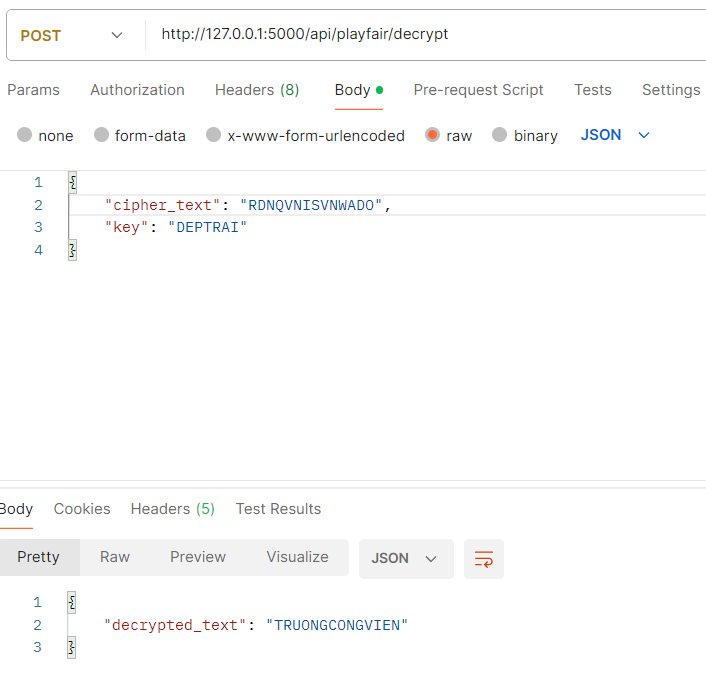 POST http://127.0.0.1:5000/api/playfair/decrypt
Params Authorization Headers (8) Body Pre-request Script Tests Settings
none form-data x-www-form-urlencoded raw binary JSON
1 {
2 "cipher_text": "RDNQVNISVNWADO",
3 "key": "DEPTRAI"
4 }
Body Cookies Headers (5) Test Results
Pretty Raw Preview Visualize JSON
1 {
2 "decrypted_text": "TRUONGCONGVIEN"
3 }